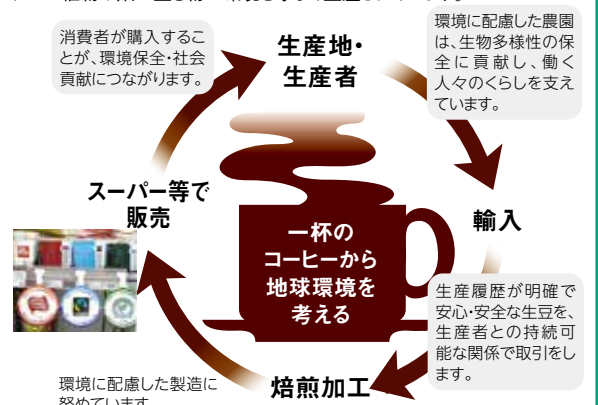 消費者が購入するこ
とが、環境保全・社会
貢献につながります。
生産地・
生産者
環境に配慮した農園
は、生物多様性の保
全に貢献し、働く
人々のくらしを支え
ています。
スーパー等で
販売
一杯の
コーヒーから
地球環境を
考える
輸入
生産履歴が明確で
安心・安全な生豆を、
生産者との持続可
能な関係で取引をし
ます。
焙煎加工
環境に配慮した製造に
努めています